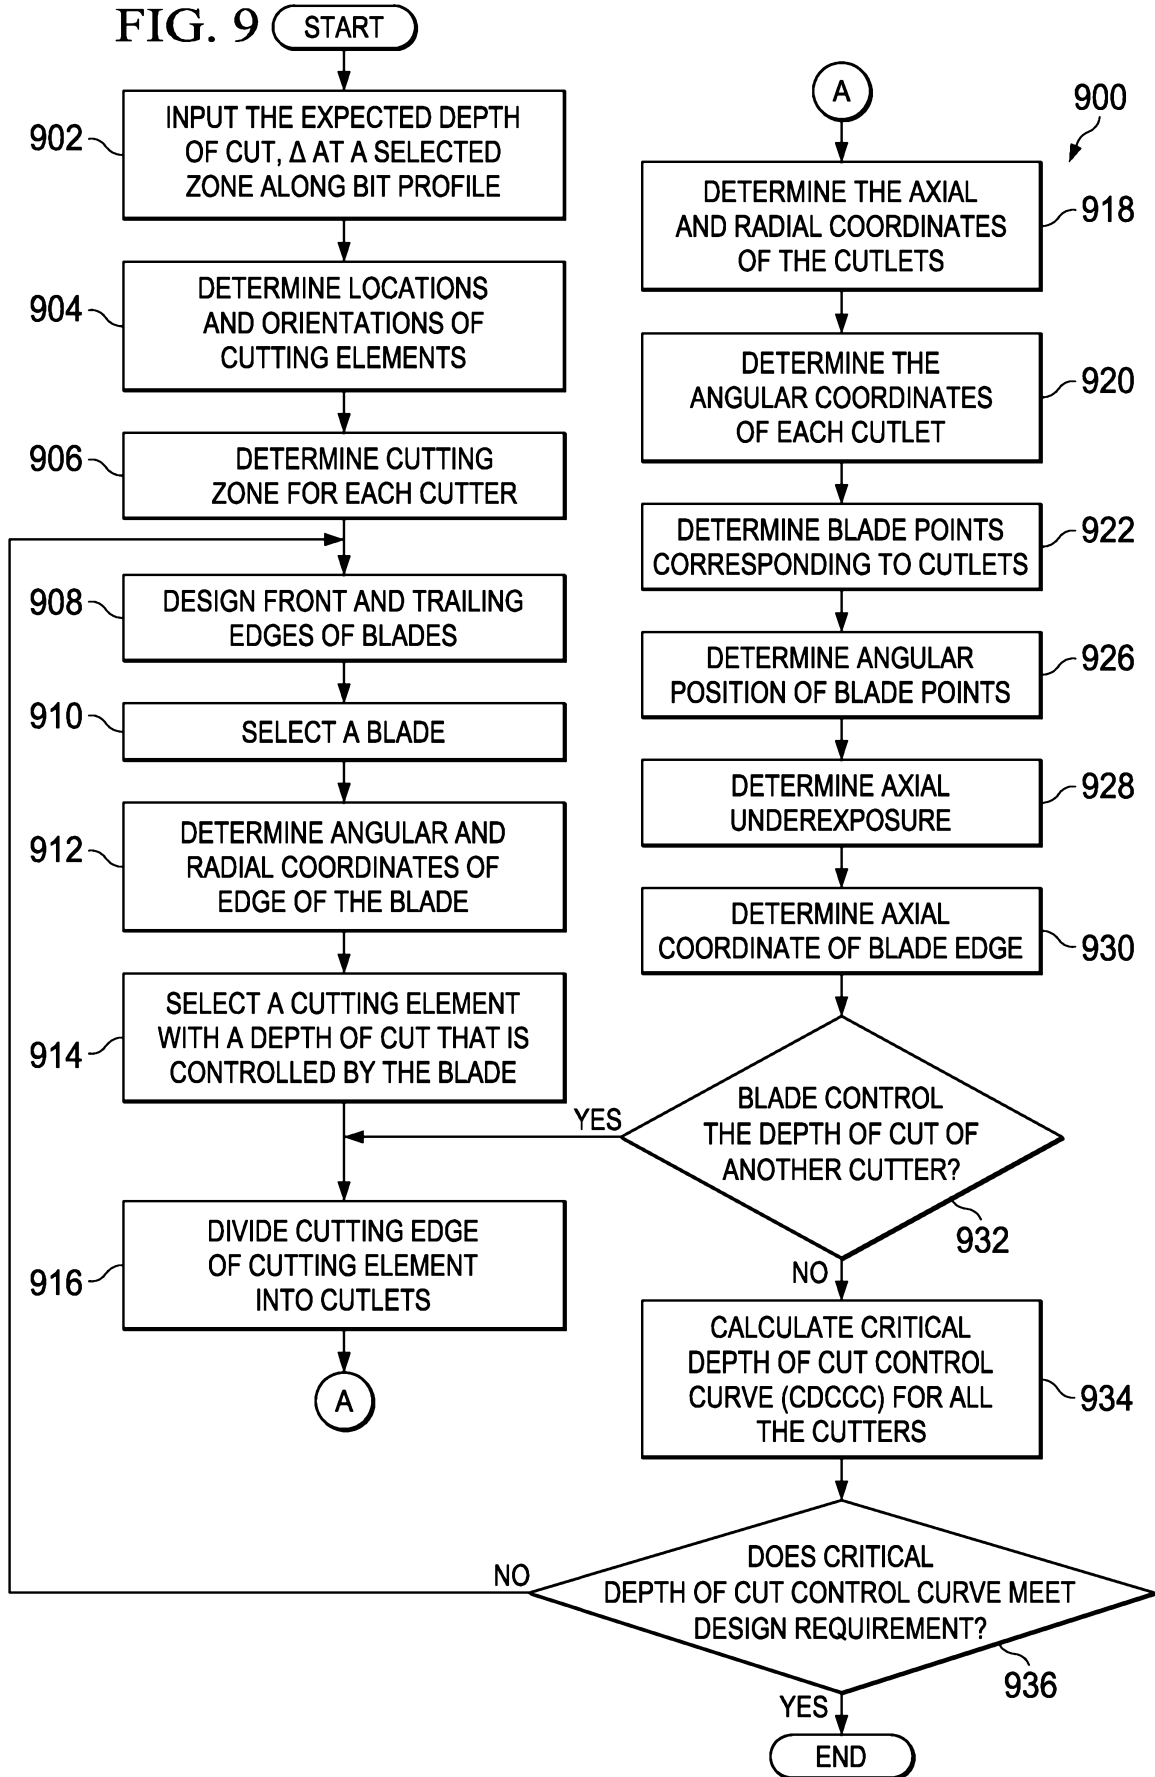 FIG. 9
START
902
INPUT THE EXPECTED DEPTH
OF CUT, Δ AT A SELECTED
ZONE ALONG BIT PROFILE
904
DETERMINE LOCATIONS
AND ORIENTATIONS OF
CUTTING ELEMENTS
906
DETERMINE CUTTING
ZONE FOR EACH CUTTER
908
DESIGN FRONT AND TRAILING
EDGES OF BLADES
910
SELECT A BLADE
912
DETERMINE ANGULAR AND
RADIAL COORDINATES OF
EDGE OF THE BLADE
914
SELECT A CUTTING ELEMENT
WITH A DEPTH OF CUT THAT IS
CONTROLLED BY THE BLADE
916
DIVIDE CUTTING EDGE
OF CUTTING ELEMENT
INTO CUTLETS
A
A
900
DETERMINE THE AXIAL
AND RADIAL COORDINATES
OF THE CUTLETS
918
DETERMINE THE
ANGULAR COORDINATES
OF EACH CUTLET
920
DETERMINE BLADE POINTS
CORRESPONDING TO CUTLETS
922
DETERMINE ANGULAR
POSITION OF BLADE POINTS
926
DETERMINE AXIAL
UNDEREXPOSURE
928
DETERMINE AXIAL
COORDINATE OF BLADE EDGE
930
YES
BLADE CONTROL
THE DEPTH OF CUT OF
ANOTHER CUTTER?
932
NO
CALCULATE CRITICAL
DEPTH OF CUT CONTROL
CURVE (CDCCC) FOR ALL
THE CUTTERS
934
NO
DOES CRITICAL
DEPTH OF CUT CONTROL CURVE MEET
DESIGN REQUIREMENT?
936
YES
END